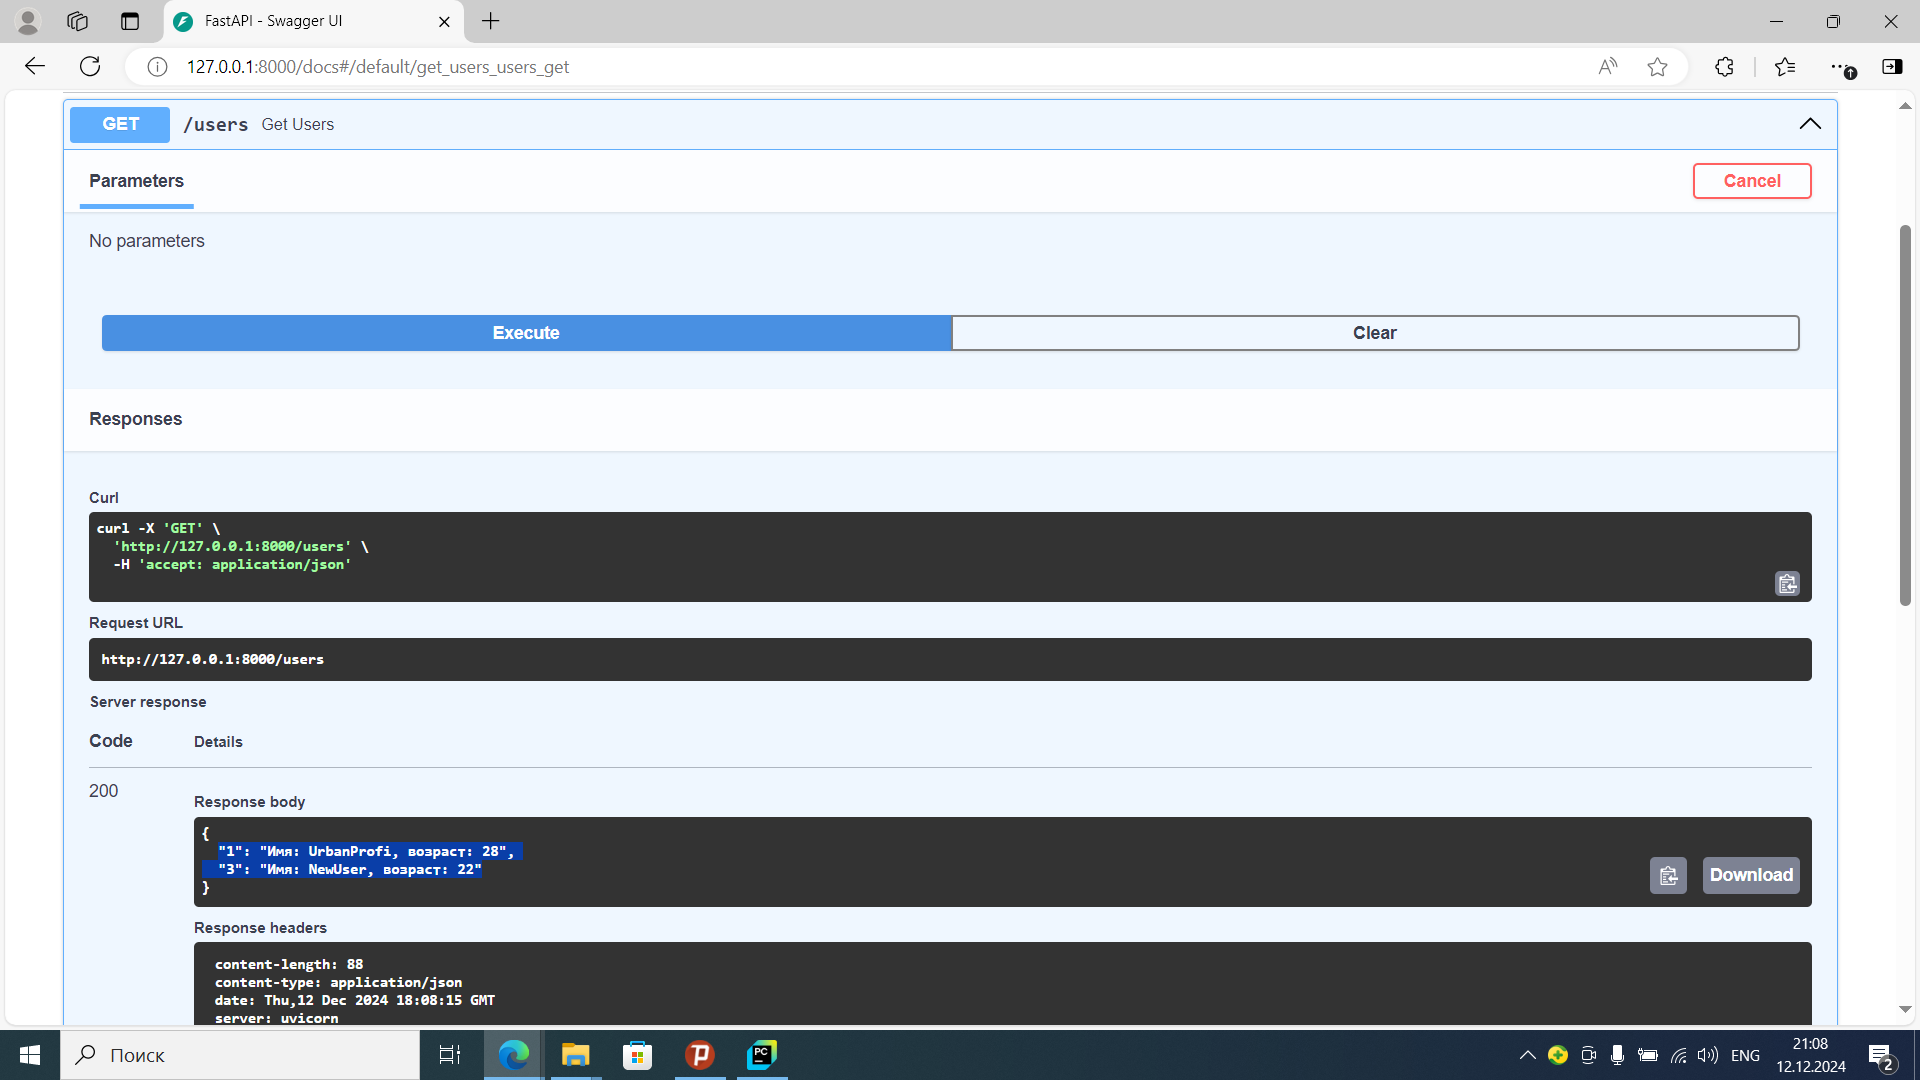 FastAPI - Swagger UI
127.0.0.1:8000/docs#/default/get_users_users_get
GET /users Get Users
Parameters
Cancel
No parameters
Execute
Clear
Responses
Curl
curl -X 'GET' \
'http://127.0.0.1:8000/users' \
-H 'accept: application/json'
Request URL
http://127.0.0.1:8000/users
Server response
Code Details
200
Response body
{
"1": "Имя: UrbanProfi, возраст: 28",
"3": "Имя: NewUser, возраст: 22"
}
Download
Response headers
content-length: 88
content-type: application/json
date: Thu,12 Dec 2024 18:08:15 GMT
server: uvicorn
Поиск
PC
ENG
21:08
12.12.2024
2